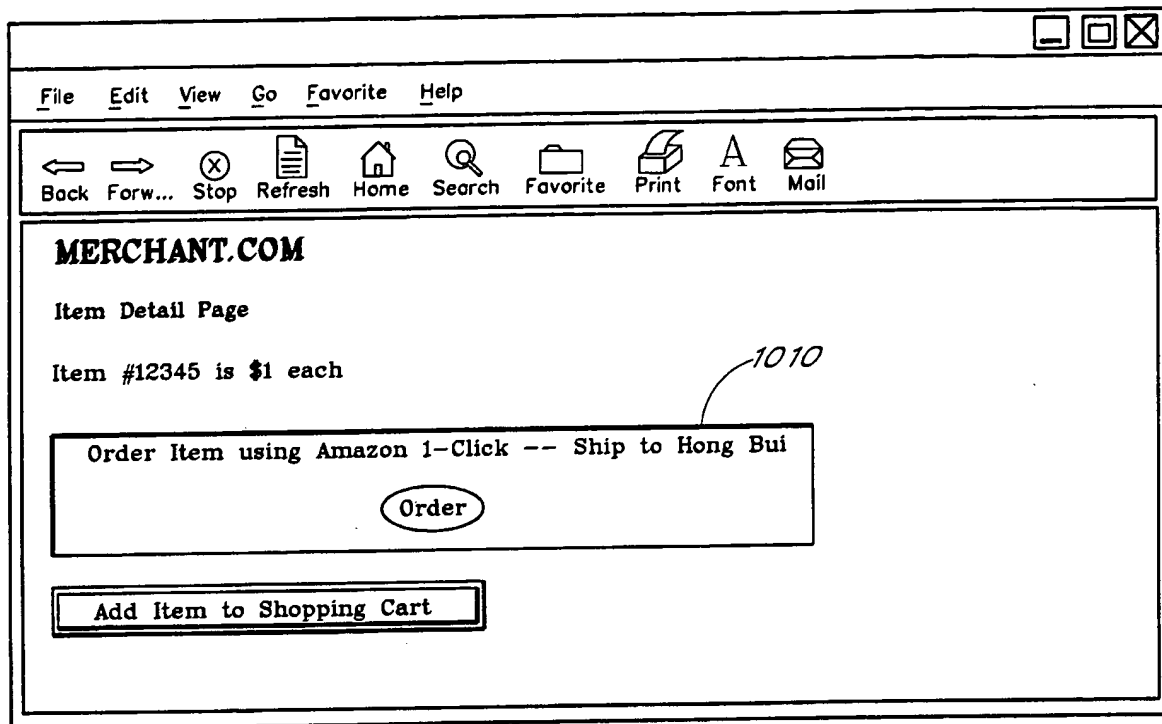 File Edit View Go Favorite Help
Back Forw... Stop Refresh Home Search Favorite Print Font Mail
MERCHANT.COM
Item Detail Page
Item #12345 is $1 each
1010
Order Item using Amazon 1-Click -- Ship to Hong Bui
Order
Add Item to Shopping Cart